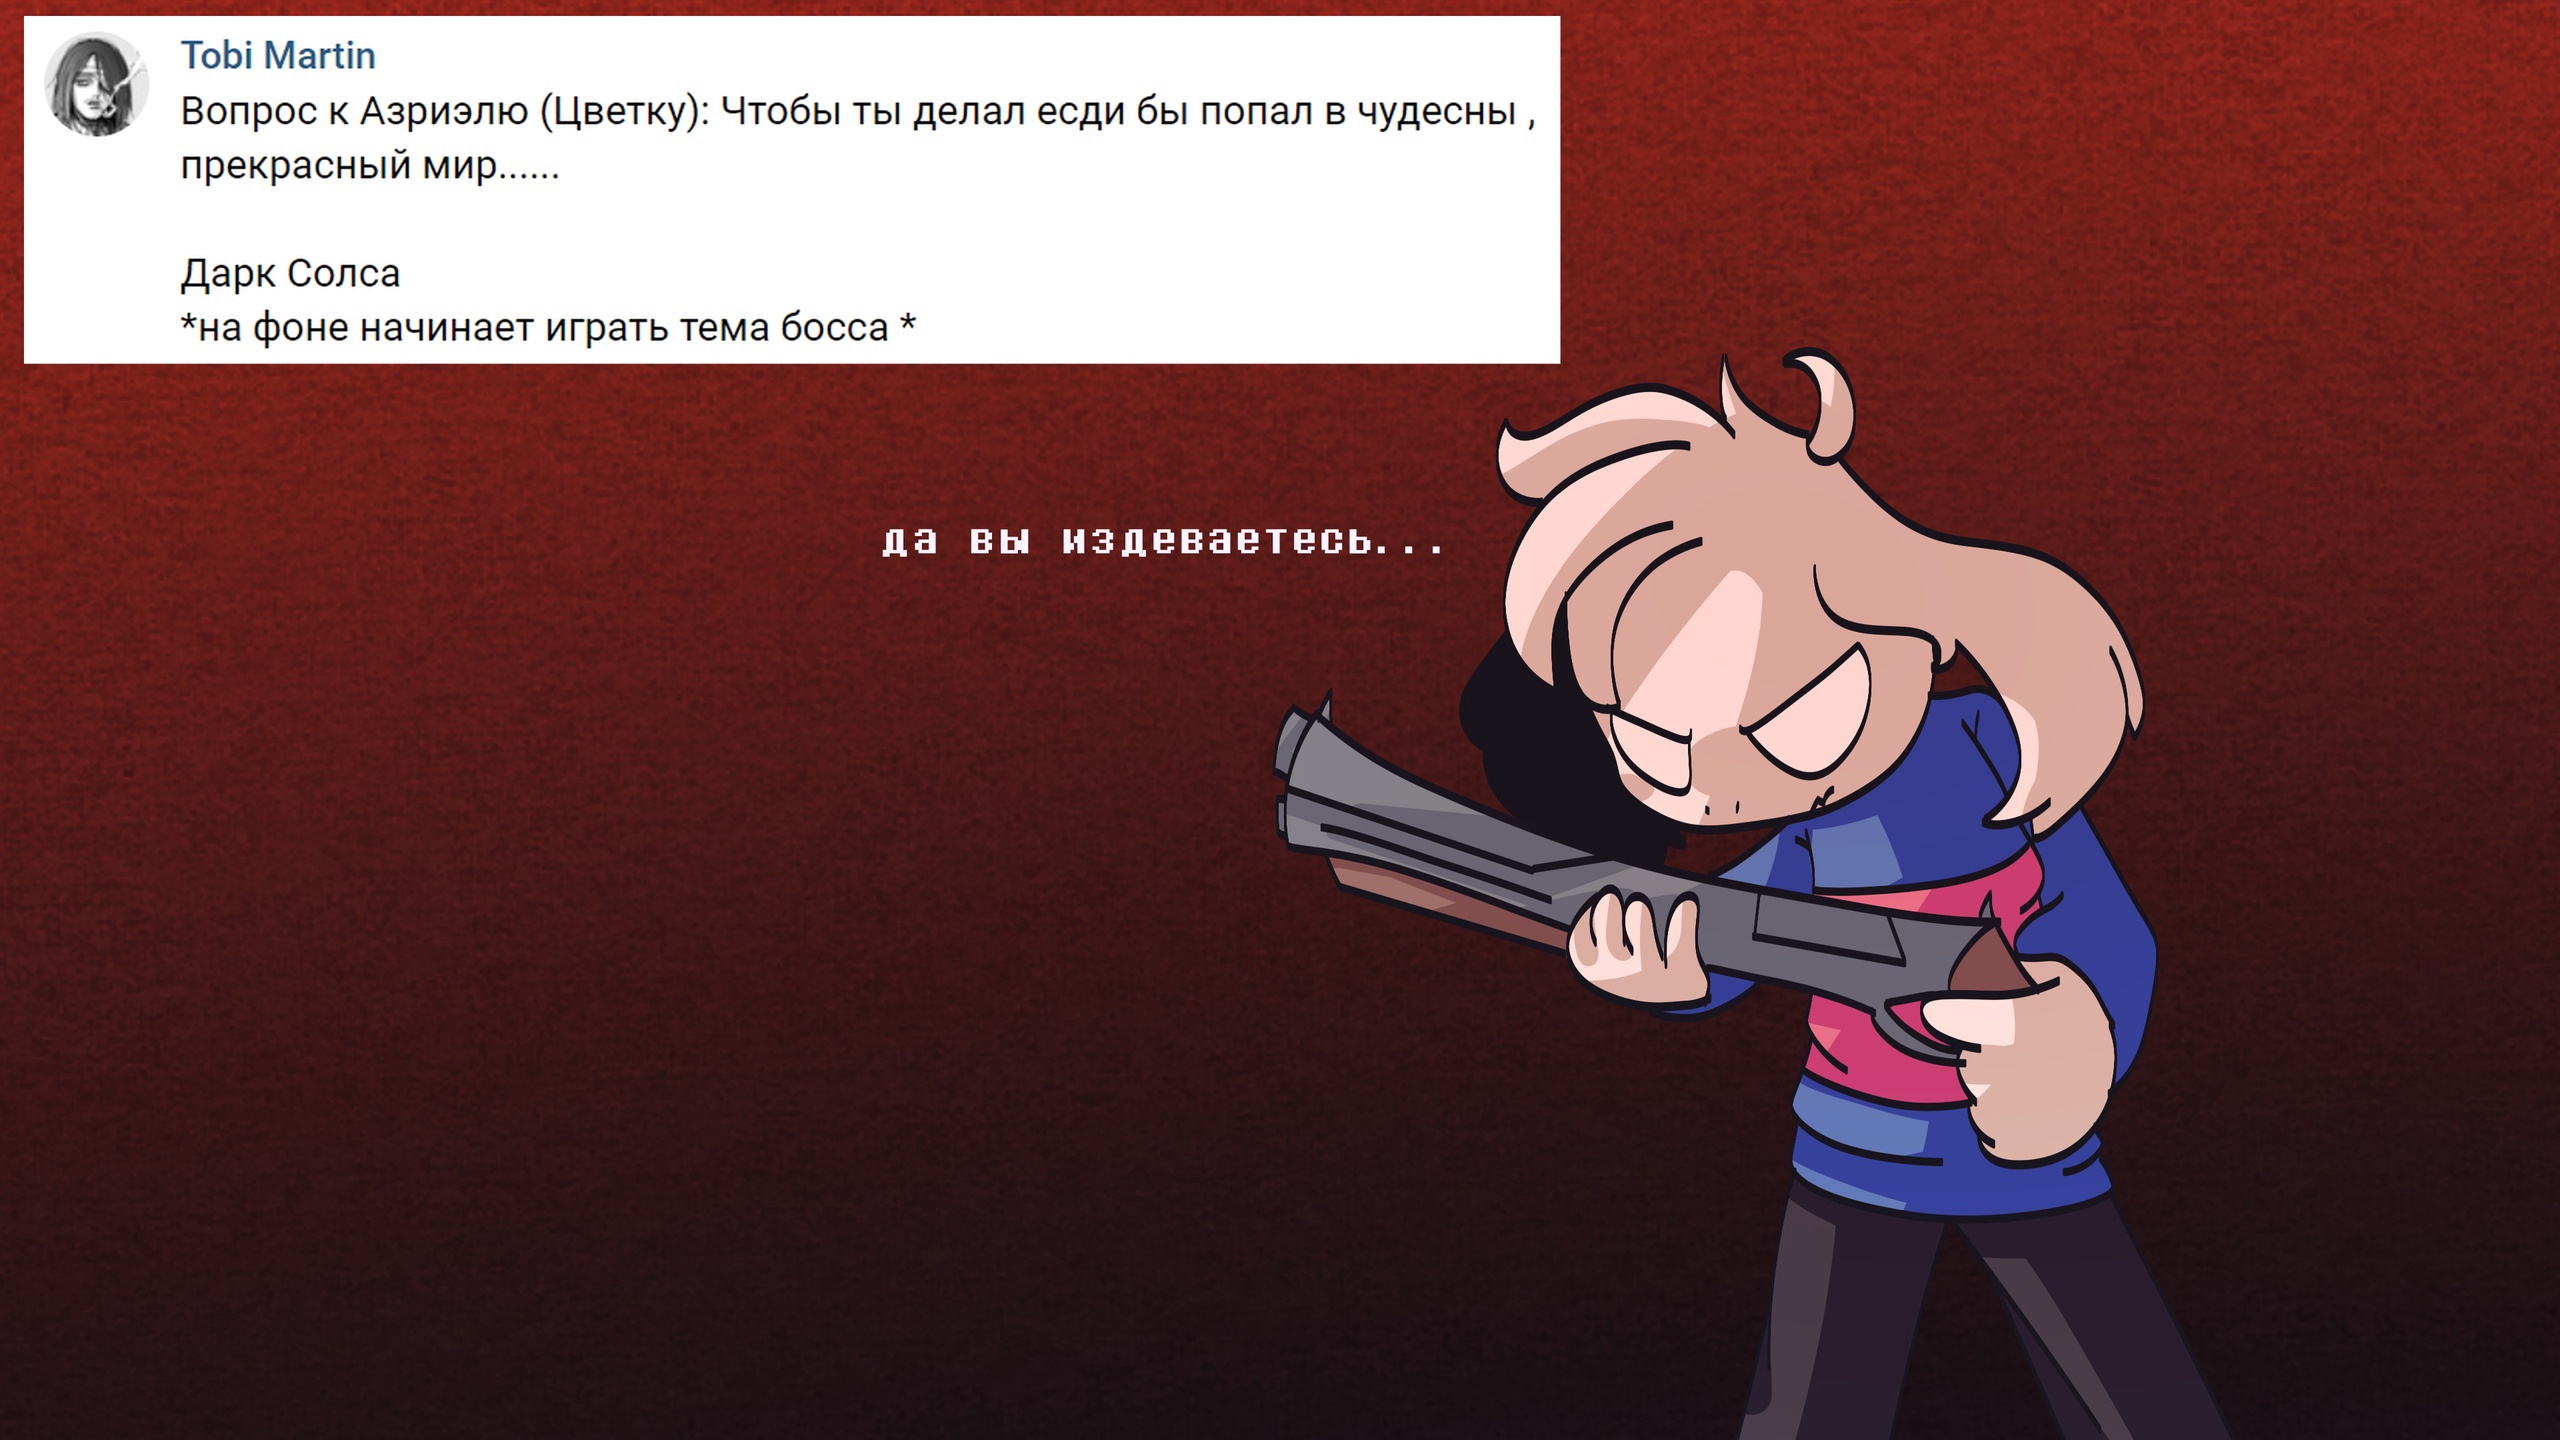 Tobi Martin
Вопрос к Азриэлю (Цветку): Чтобы ты делал есди бы попал в чудесны ,
прекрасный мир......
Дарк Солса
*на фоне начинает играть тема босса *
да вы издеваетесь...